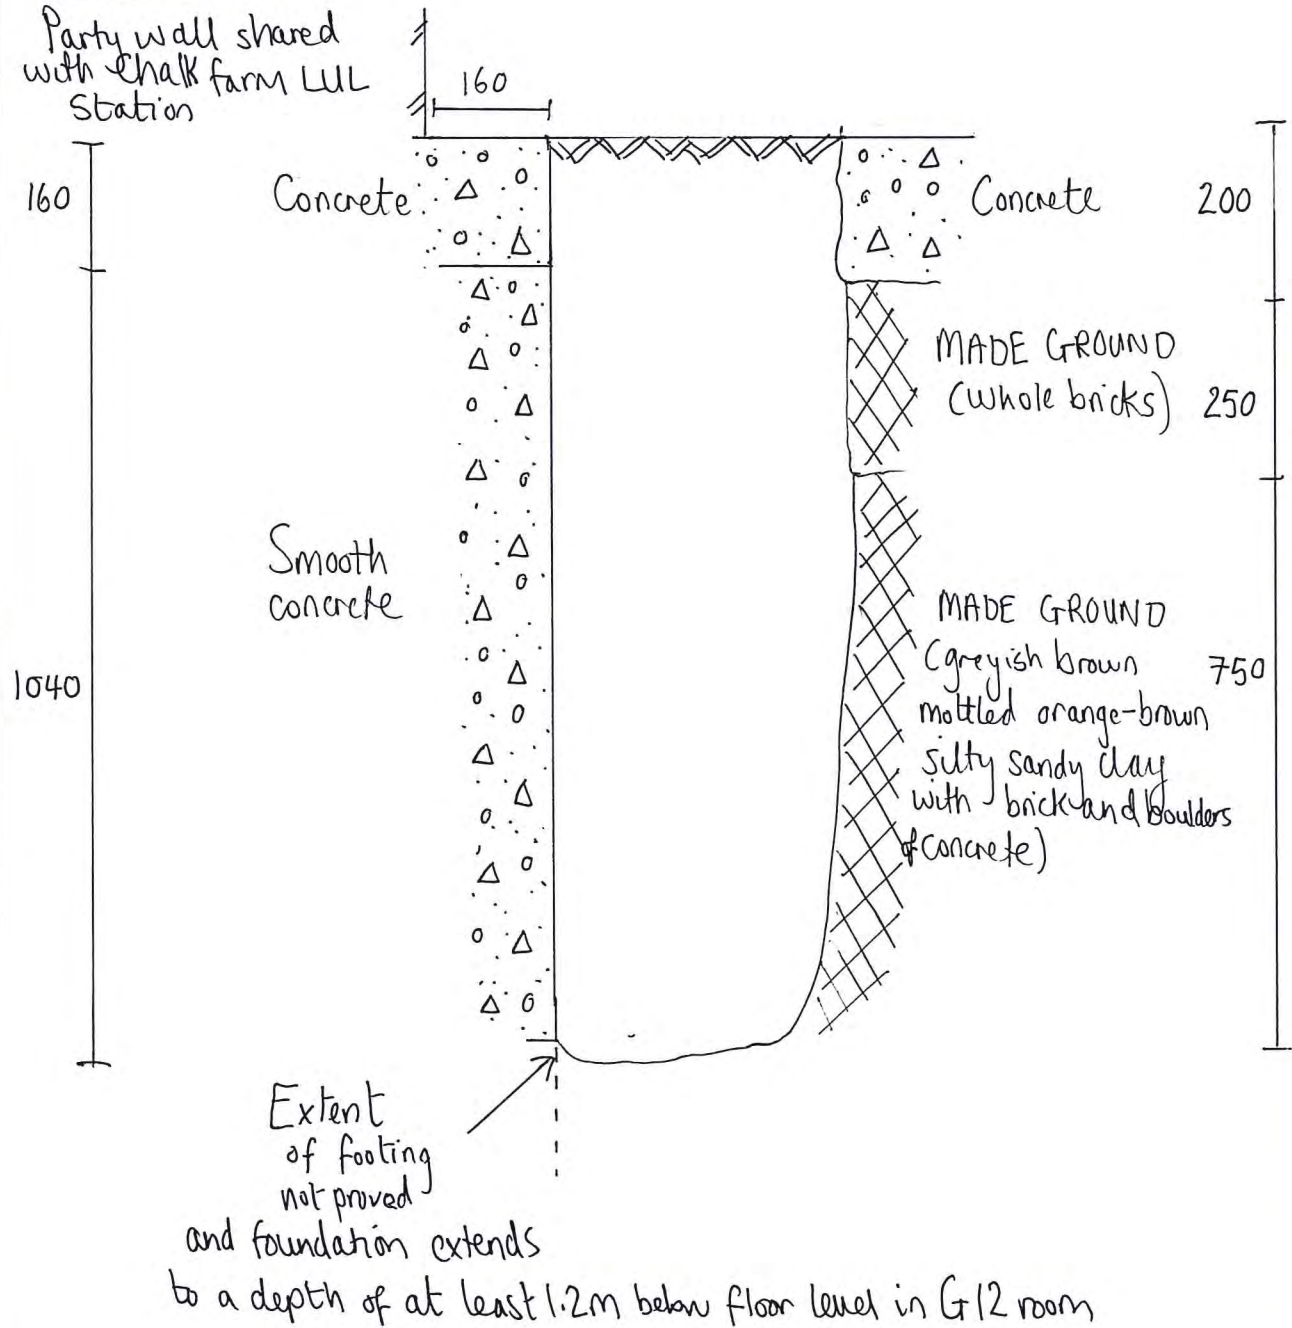 Party wall shared
with Chalk farm LUL
Station
160
160
Concrete
Concrete
200
MADE GROUND
(whole bricks)
250
Smooth
concrete
1040
MADE GROUND
(greyish brown
mottled orange-brown
silty sandy clay
with brick and boulders
of concrete)
750
Extent
of footing
not proved
and foundation extends
to a depth of at least 1.2m below floor level in G12 room